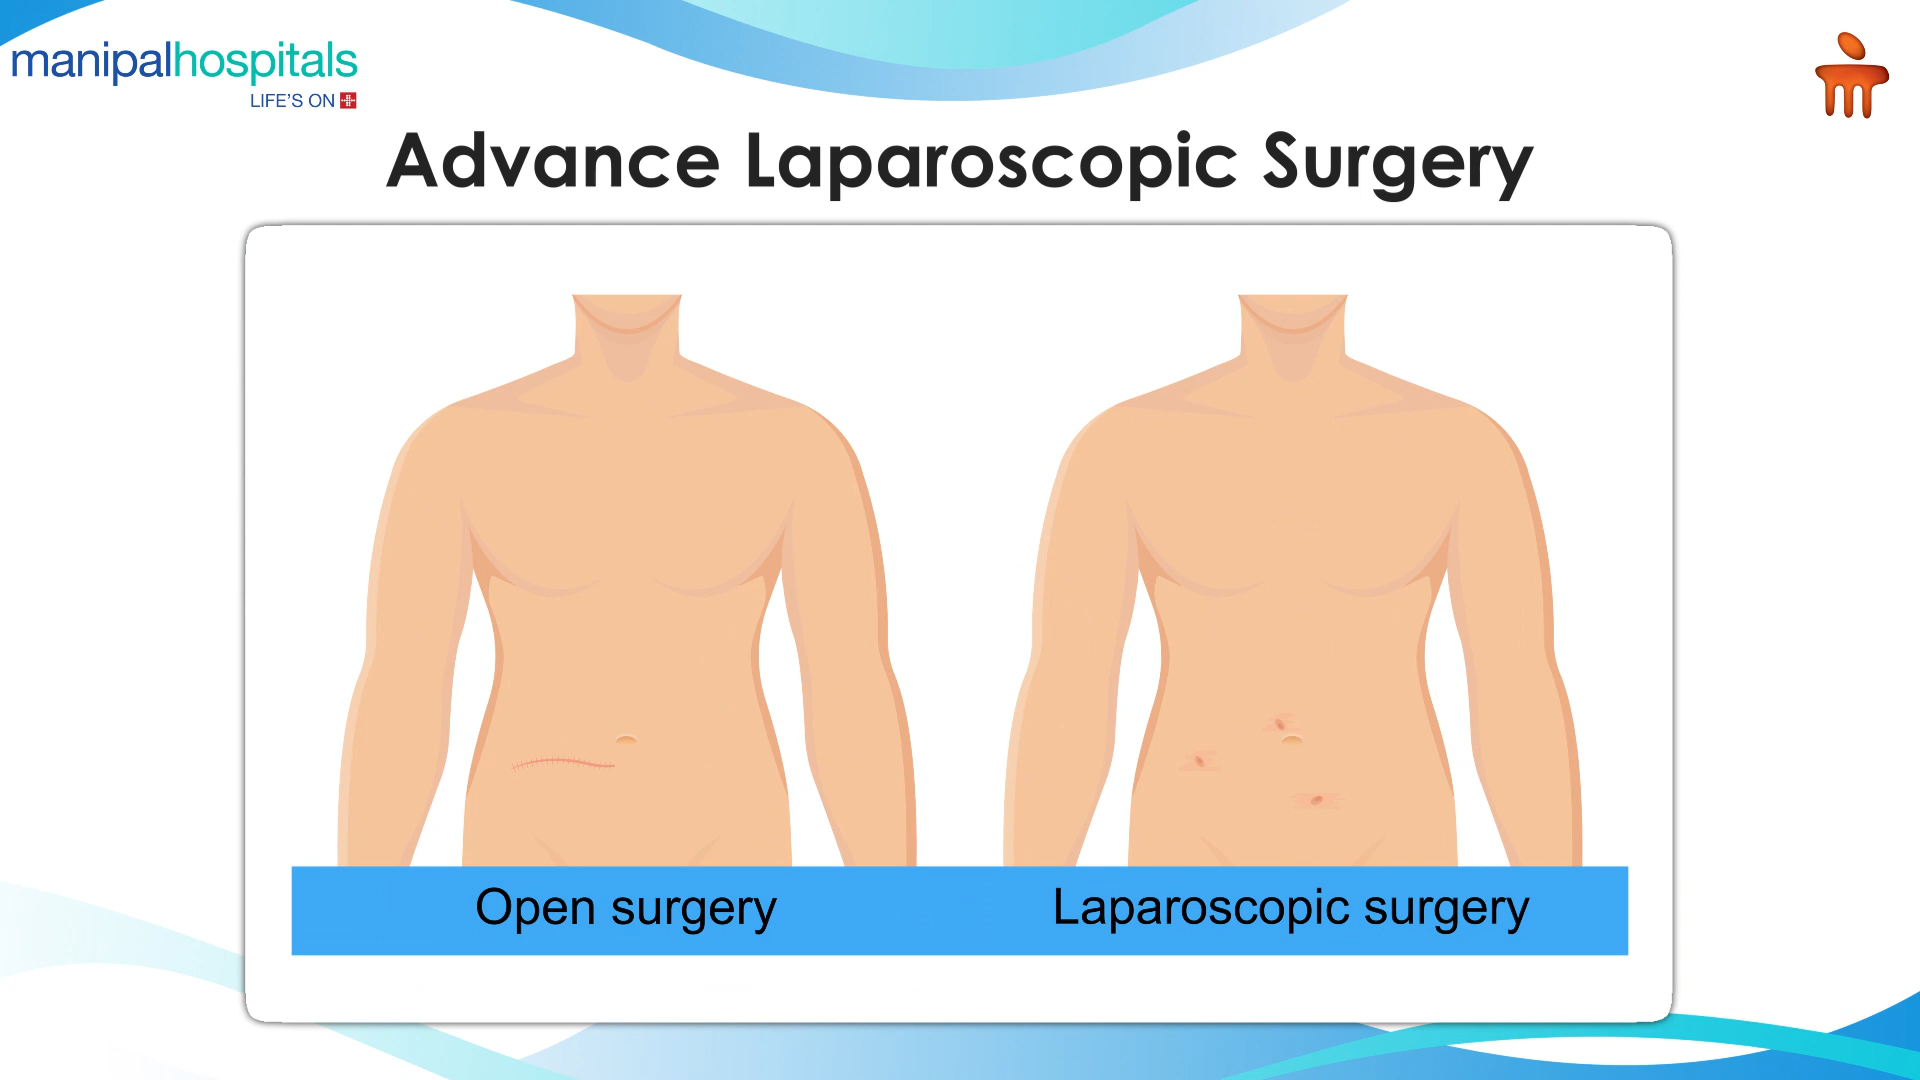 manipalhospitals
LIFE'S ON
Advance Laparoscopic Surgery
Open surgery
Laparoscopic surgery